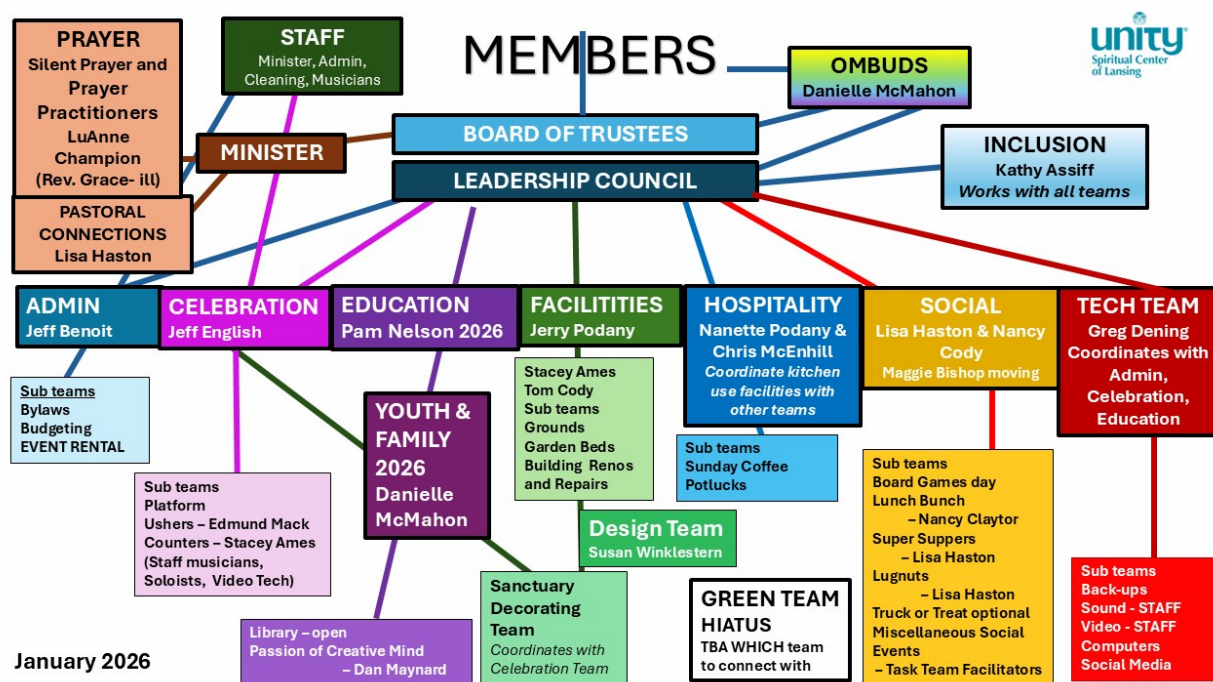 PRAYER
Silent Prayer and
Prayer
Practitioners
LuAnne
Champion
(Rev. Grace- ill)
PASTORAL
CONNECTIONS
Lisa Haston
STAFF
Minister, Admin,
Cleaning, Musicians
MINISTER
MEMBERS
BOARD OF TRUSTEES
LEADERSHIP COUNCIL
OMBUDS
Danielle McMahon
unity
Spiritual Center
of Lansing
INCLUSION
Kathy Assiff
Works with all teams
ADMIN
Jeff Benoit
Sub teams
Bylaws
Budgeting
EVENT RENTAL
CELEBRATION
Jeff English
Sub teams
Platform
Ushers – Edmund Mack
Counters – Stacey Ames
(Staff musicians,
Soloists, Video Tech)
EDUCATION
Pam Nelson 2026
YOUTH &
FAMILY
2026
Danielle
McMahon
Library – open
Passion of Creative Mind
– Dan Maynard
FACILITITIES
Jerry Podany
Stacey Ames
Tom Cody
Sub teams
Grounds
Garden Beds
Building Renos
and Repairs
Design Team
Susan Winklestern
Sanctuary
Decorating
Team
Coordinates with
Celebration Team
HOSPITALITY
Nanette Podany &
Chris McEnhill
Coordinate kitchen
use facilities with
other teams
Sub teams
Sunday Coffee
Potlucks
GREEN TEAM
HIATUS
TBA WHICH team
to connect with
SOCIAL
Lisa Haston & Nancy
Cody
Maggie Bishop moving
Sub teams
Board Games day
Lunch Bunch
– Nancy Claytor
Super Suppers
– Lisa Haston
Lugnuts
– Lisa Haston
Truck or Treat optional
Miscellaneous Social
Events
– Task Team Facilitators
TECH TEAM
Greg Dening
Coordinates with
Admin,
Celebration,
Education
Sub teams
Back-ups
Sound - STAFF
Video - STAFF
Computers
Social Media
January 2026